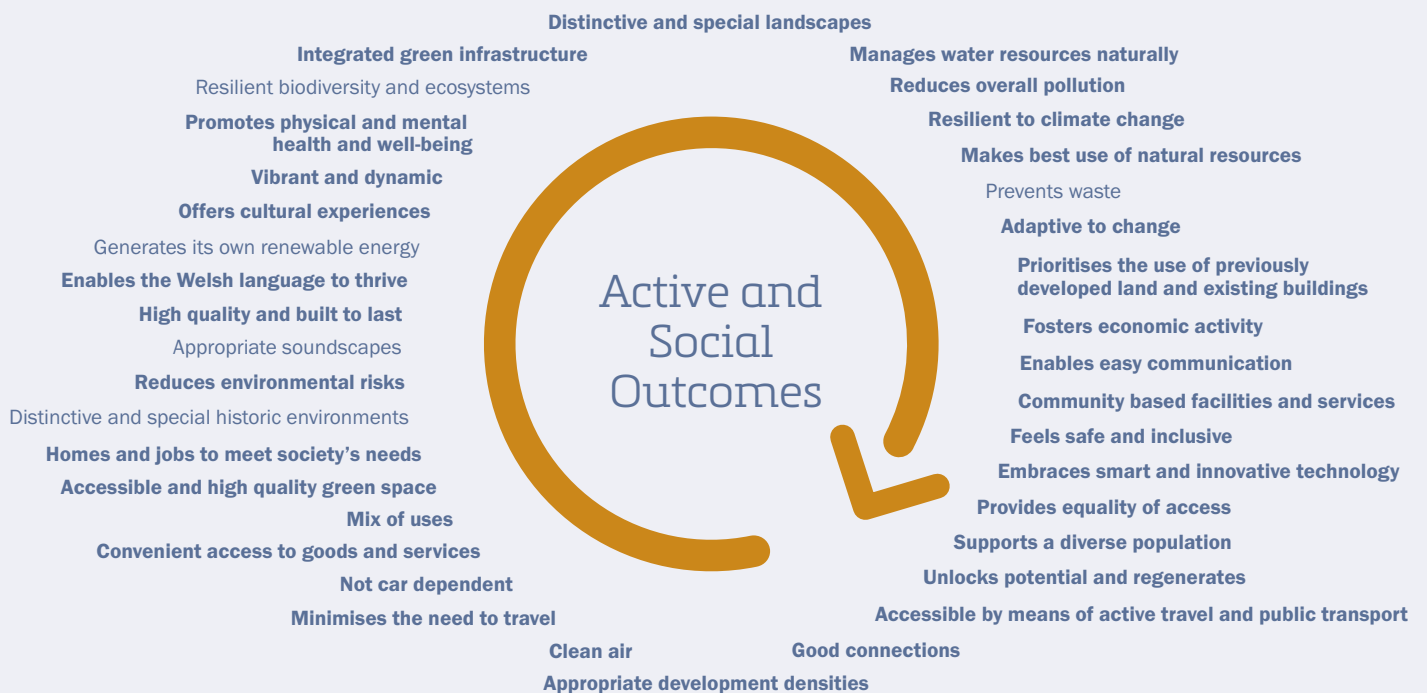 Distinctive and special landscapes
Integrated green infrastructure
Manages water resources naturally
Resilient biodiversity and ecosystems
Reduces overall pollution
Promotes physical and mental
health and well-being
Resilient to climate change
Makes best use of natural resources
Vibrant and dynamic
Prevents waste
Offers cultural experiences
Adaptive to change
Generates its own renewable energy
Prioritises the use of previously
developed land and existing buildings
Enables the Welsh language to thrive
High quality and built to last
Fosters economic activity
Appropriate soundscapes
Enables easy communication
Reduces environmental risks
Community based facilities and services
Distinctive and special historic environments
Feels safe and inclusive
Homes and jobs to meet society’s needs
Embraces smart and innovative technology
Accessible and high quality green space
Provides equality of access
Mix of uses
Supports a diverse population
Convenient access to goods and services
Unlocks potential and regenerates
Not car dependent
Accessible by means of active travel and public transport
Minimises the need to travel
Clean air
Good connections
Appropriate development densities
Active and
Social
Outcomes